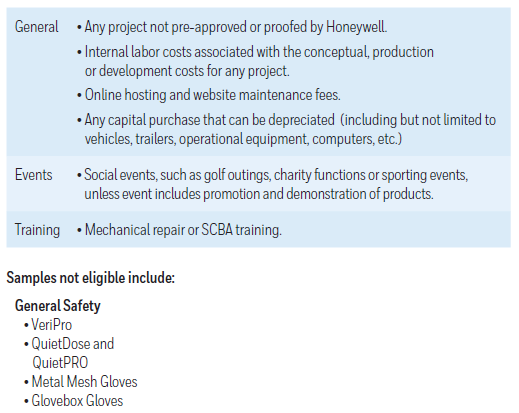 General • Any project not pre-approved or proofed by Honeywell.
• Internal labor costs associated with the conceptual, production
or development costs for any project.
• Online hosting and website maintenance fees.
• Any capital purchase that can be depreciated (including but not limited to
vehicles, trailers, operational equipment, computers, etc.)
Events • Social events, such as golf outings, charity functions or sporting events,
unless event includes promotion and demonstration of products.
Training • Mechanical repair or SCBA training.
Samples not eligible include:
General Safety
• VeriPro
• QuietDose and
QuietPRO
• Metal Mesh Gloves
• Glovebox Gloves